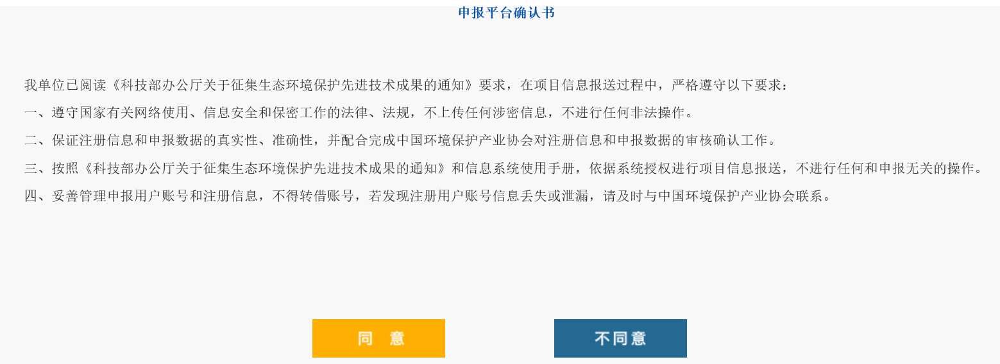 申报平台确认书
我单位已阅读《科技部办公厅关于征集生态环境保护先进技术成果的通知》要求，在项目信息报送过程中，严格遵守以下要求：
一、遵守国家有关网络使用、信息安全和保密工作的法律、法规，不上传任何涉密信息，不进行任何非法操作。
二、保证注册信息和申报数据的真实性、准确性，并配合完成中国环境保护产业协会对注册信息和申报数据的审核确认工作。
三、按照《科技部办公厅关于征集生态环境保护先进技术成果的通知》和信息系统使用手册，依据系统授权进行项目信息报送，不进行任何和申报无关的操作。
四、妥善管理申报用户账号和注册信息，不得转借账号，若发现注册用户账号信息丢失或泄漏，请及时与中国环境保护产业协会联系。
同 意
不同意